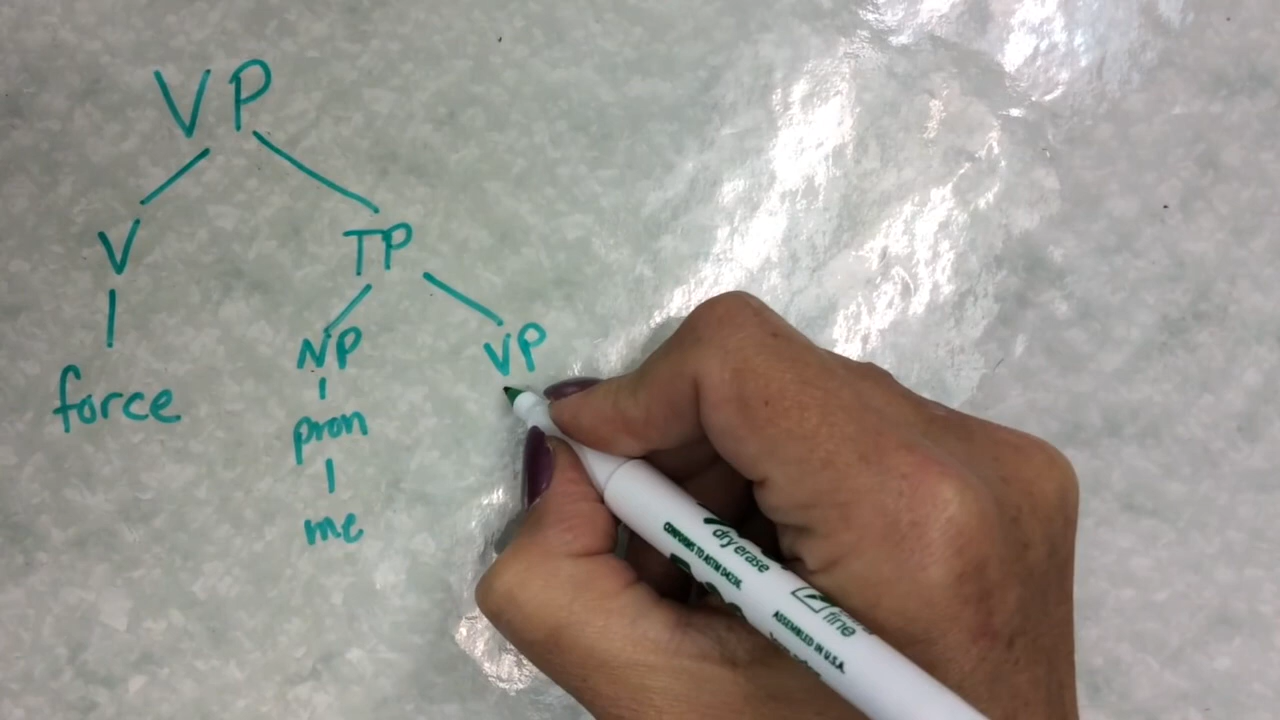 VP
V TP
force NP VP
pron
me
dry erase
CONFORMS TO ASTM D4236.
fine
ASSEMBLED IN U.S.A.